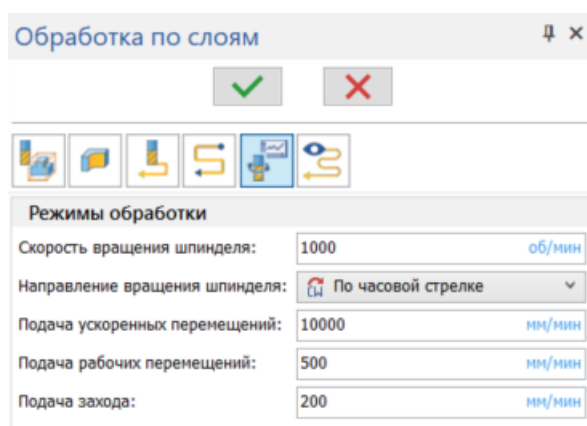 Обработка по слоям
Режимы обработки
Скорость вращения шпинделя: 1000 об/мин
Направление вращения шпинделя: CW По часовой стрелке
Подача ускоренных перемещений: 10000 мм/мин
Подача рабочих перемещений: 500 мм/мин
Подача захода: 200 мм/мин